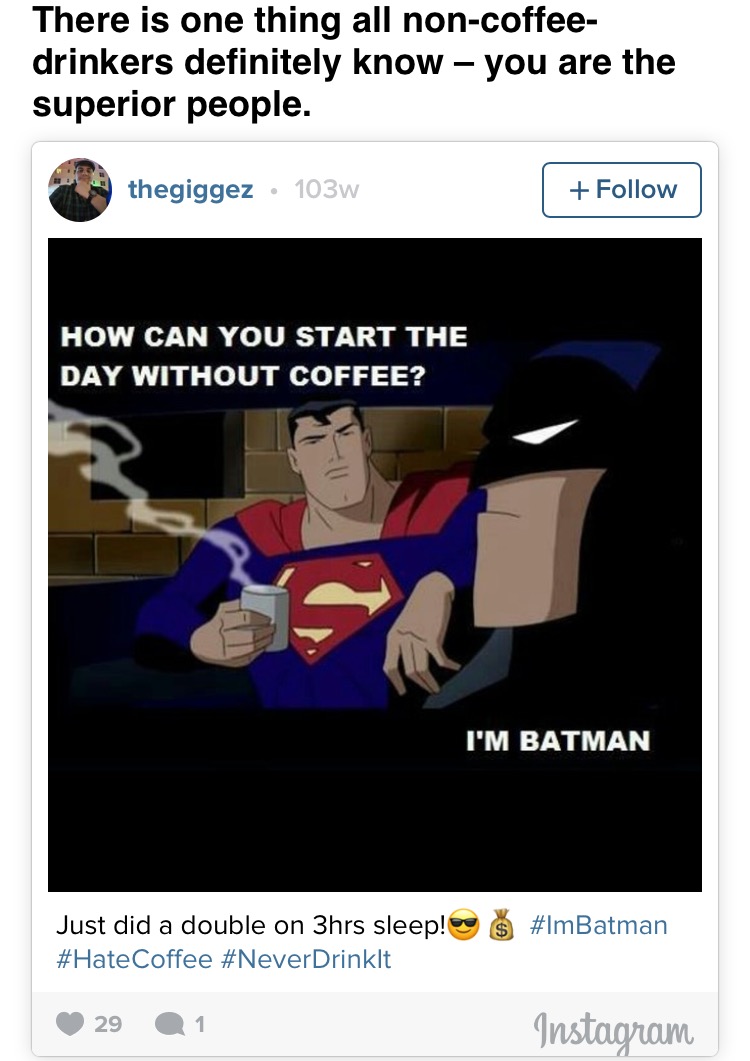 There is one thing all non-coffee-
drinkers definitely know – you are the
superior people.
thegiggez • 103w
+ Follow
HOW CAN YOU START THE
DAY WITHOUT COFFEE?
I'M BATMAN
Just did a double on 3hrs sleep!😎 💰 #ImBatman
#HateCoffee #NeverDrinkIt
29 1
Instagram